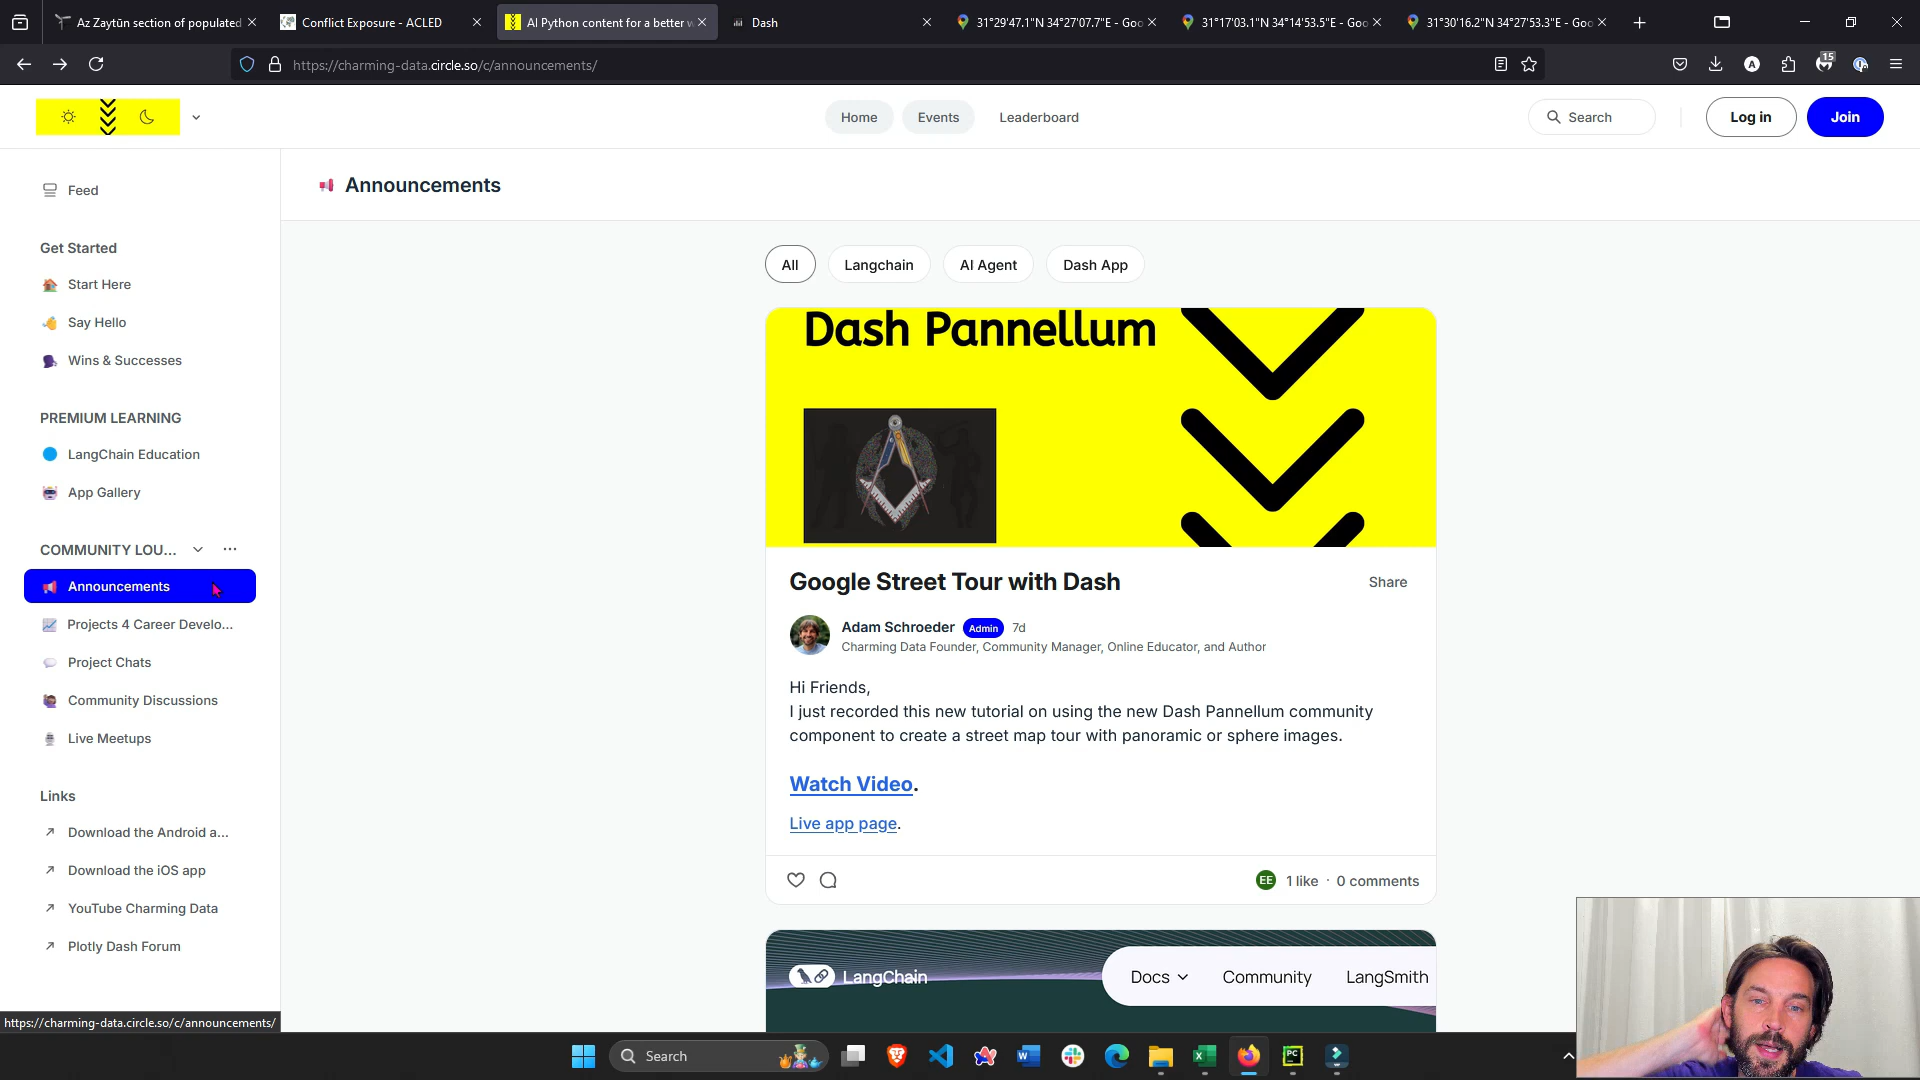 Az Zaytūn section of populated
Conflict Exposure - ACLED
AI Python content for a better w
Dash
31°29'47.1"N 34°27'07.7"E - Goo
31°17'03.1"N 34°14'53.5"E - Goo
31°30'16.2"N 34°27'53.3"E - Goo
https://charming-data.circle.so/c/announcements/
15
Home
Events
Leaderboard
Search
Log in
Join
Feed
Get Started
Start Here
Say Hello
Wins & Successes
PREMIUM LEARNING
LangChain Education
App Gallery
COMMUNITY LOU...
Announcements
Projects 4 Career Develo...
Project Chats
Community Discussions
Live Meetups
Links
Download the Android a...
Download the iOS app
YouTube Charming Data
Plotly Dash Forum
https://charming-data.circle.so/c/announcements/
Announcements
All
Langchain
AI Agent
Dash App
Dash Pannellum
Google Street Tour with Dash
Share
Adam Schroeder Admin 7d
Charming Data Founder, Community Manager, Online Educator, and Author
Hi Friends,
I just recorded this new tutorial on using the new Dash Pannellum community
component to create a street map tour with panoramic or sphere images.
Watch Video.
Live app page.
EE 1 like · 0 comments
LangChain
Docs
Community
LangSmith
Search